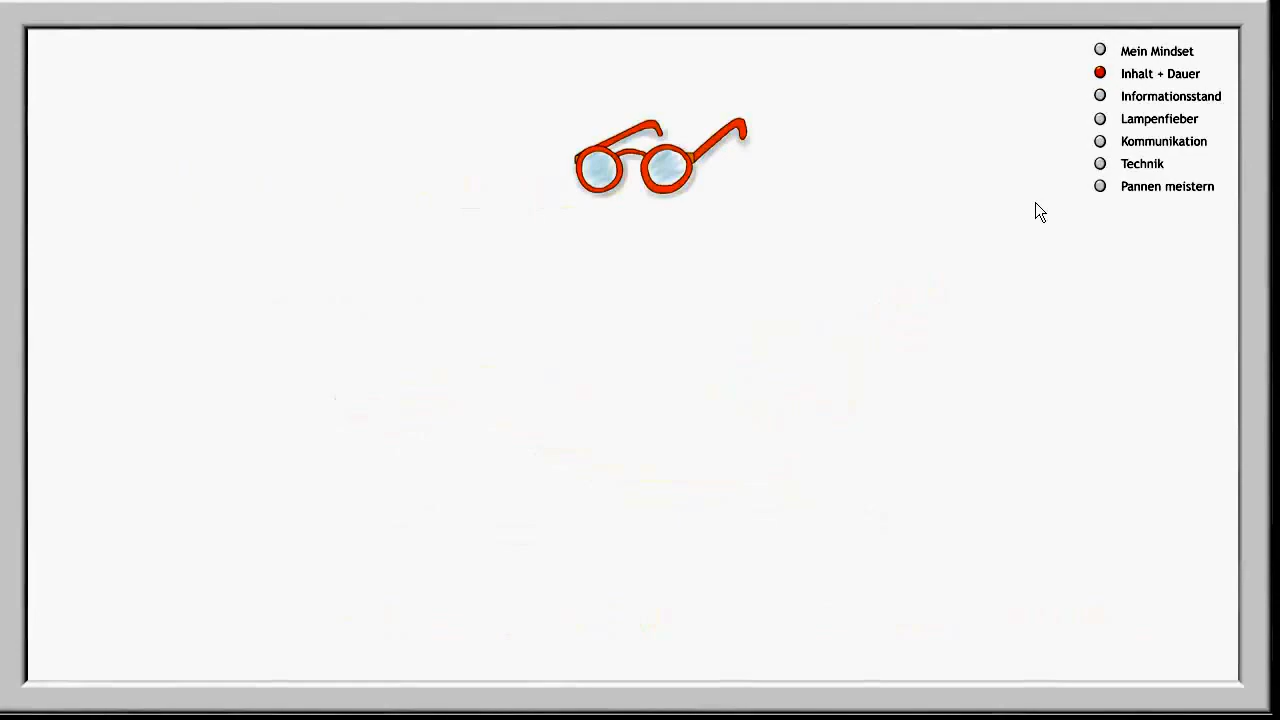 Mein Mindset
Inhalt + Dauer
Informationsstand
Lampenfieber
Kommunikation
Technik
Pannen meistern